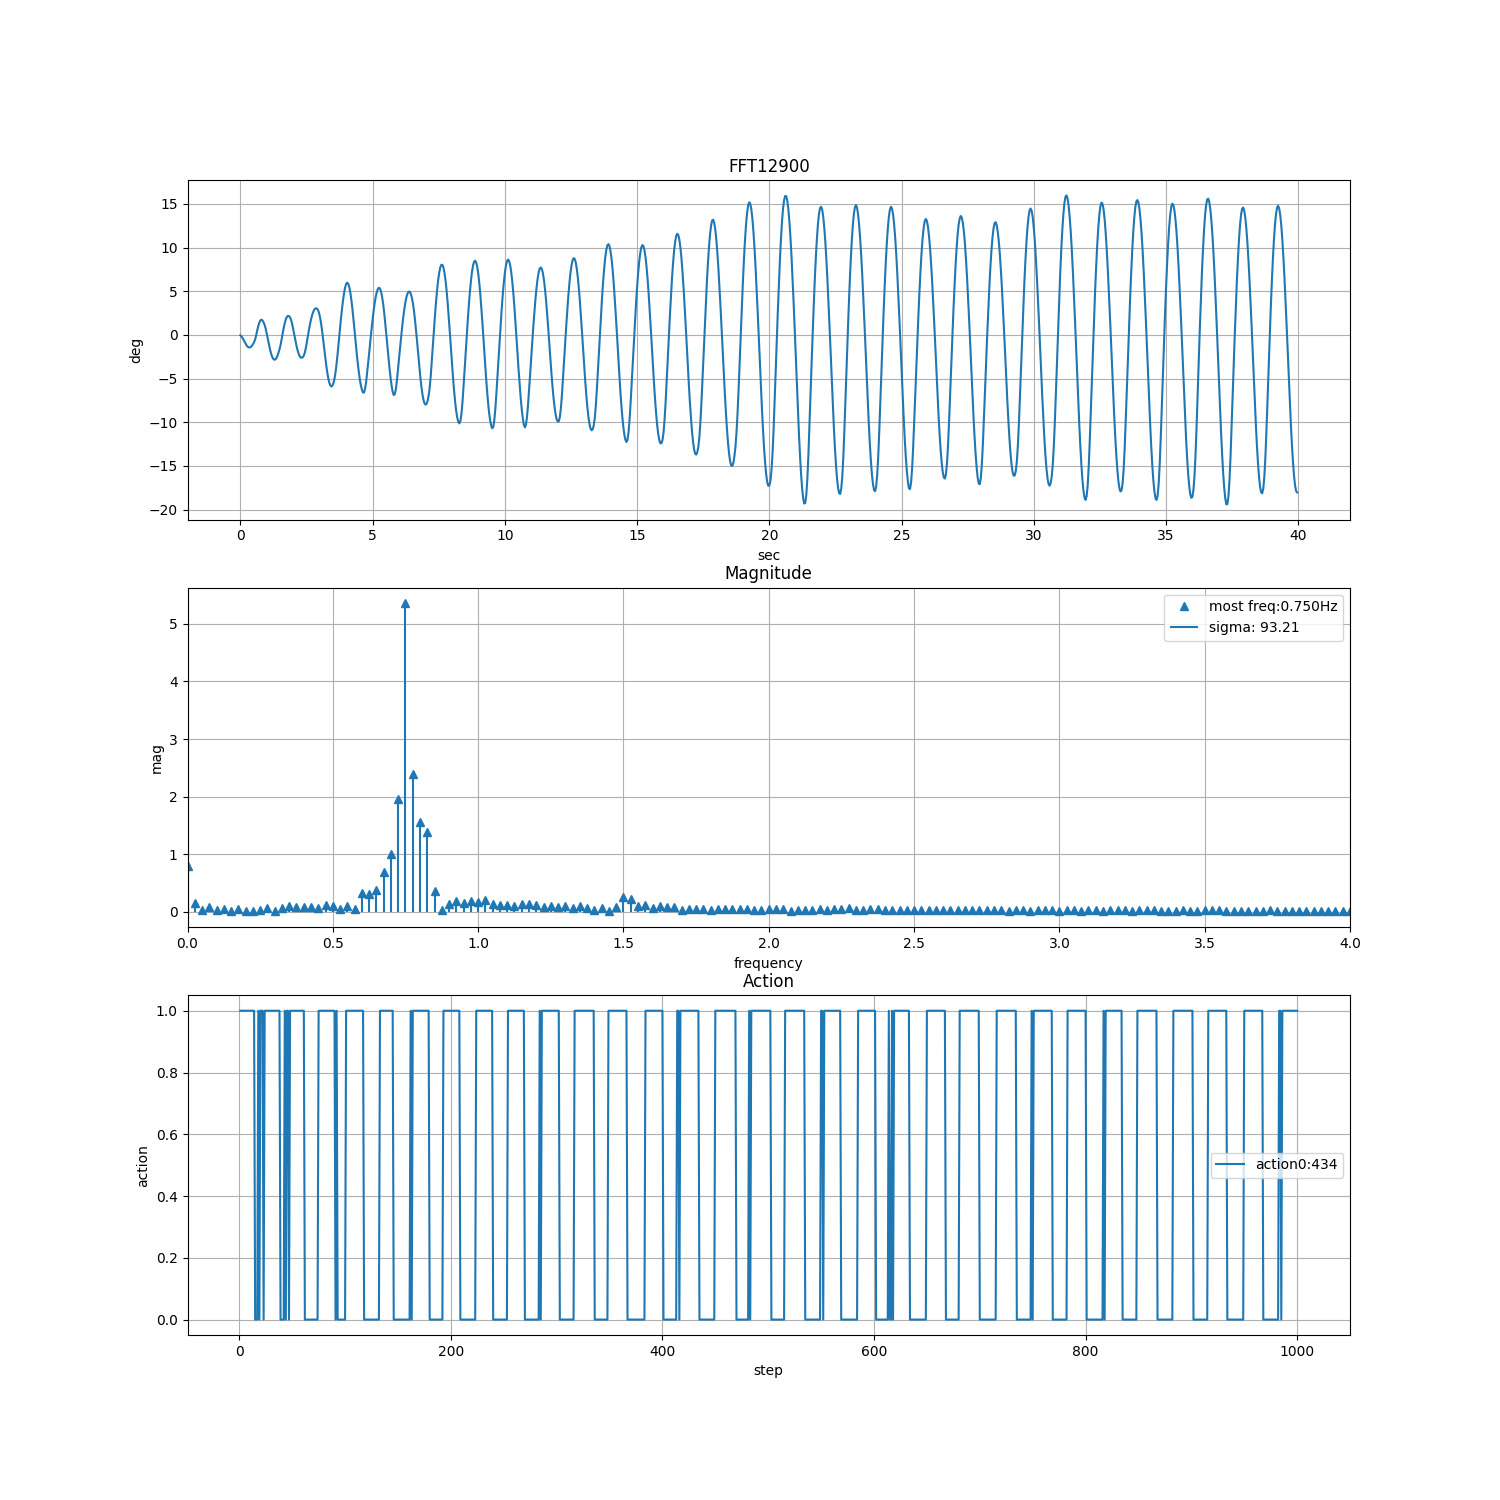 FFT12900
15
10
5
0
−5
−10
−15
−20
deg
0 5 10 15 20 25 30 35 40
sec
Magnitude
most freq:0.750Hz
sigma: 93.21
5
4
3
2
1
0
mag
0.0 0.5 1.0 1.5 2.0 2.5 3.0 3.5 4.0
frequency
Action
1.0
0.8
0.6
0.4
0.2
0.0
action
action0:434
0 200 400 600 800 1000
step